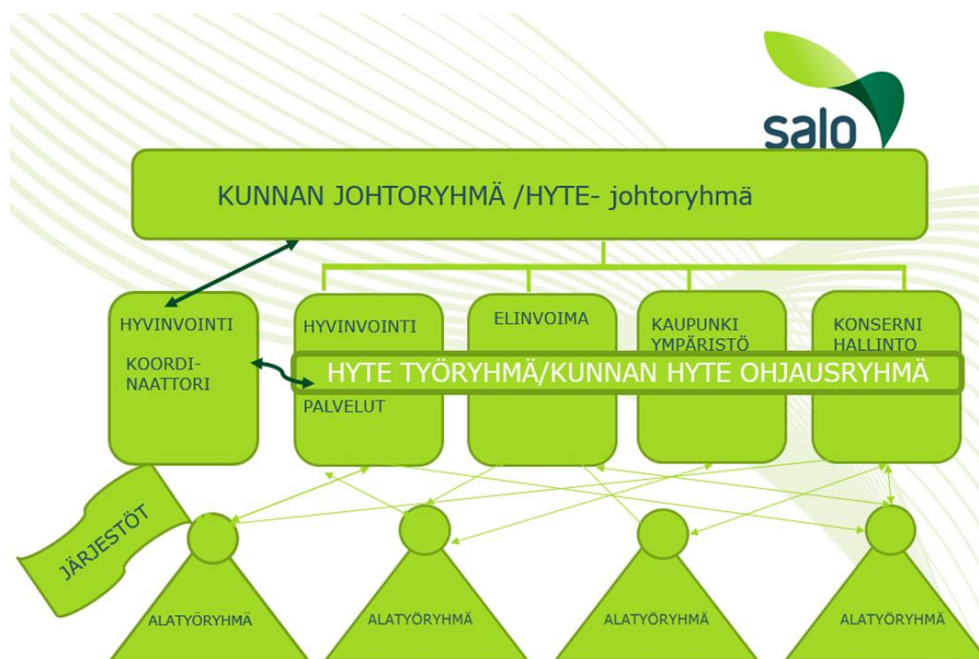 salo
KUNNAN JOHTORYHMÄ /HYTE- johtoryhmä
HYVINVOINTI
KOORDI-
NAATTORI
HYVINVOINTI
PALVELUT
ELINVOIMA
KAUPUNKI
YMPÄRISTÖ
KONSERNI
HALLINTO
HYTE TYÖRYHMÄ/KUNNAN HYTE OHJAUSRYHMÄ
JÄRJESTÖT
ALATYÖRYHMÄ
ALATYÖRYHMÄ
ALATYÖRYHMÄ
ALATYÖRYHMÄ